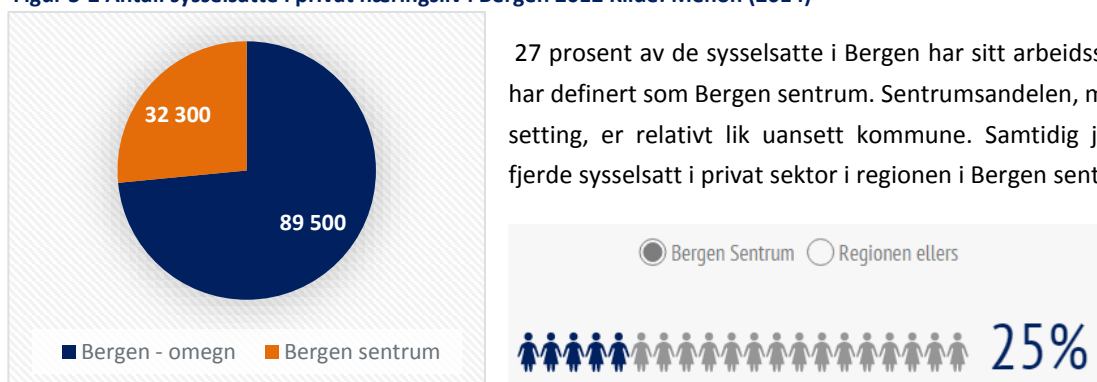 27 prosent av de sysselsatte i Bergen har sitt
har definert som Bergen sentrum. Sentrumsandelen,
setting, er relativt lik uansett kommune. Samtidig
fjerde sysselsatt i privat sektor i regionen i Bergen
32 300
89 500
Bergen - omegn Bergen sentrum
Bergen Sentrum Regionen ellers
25%